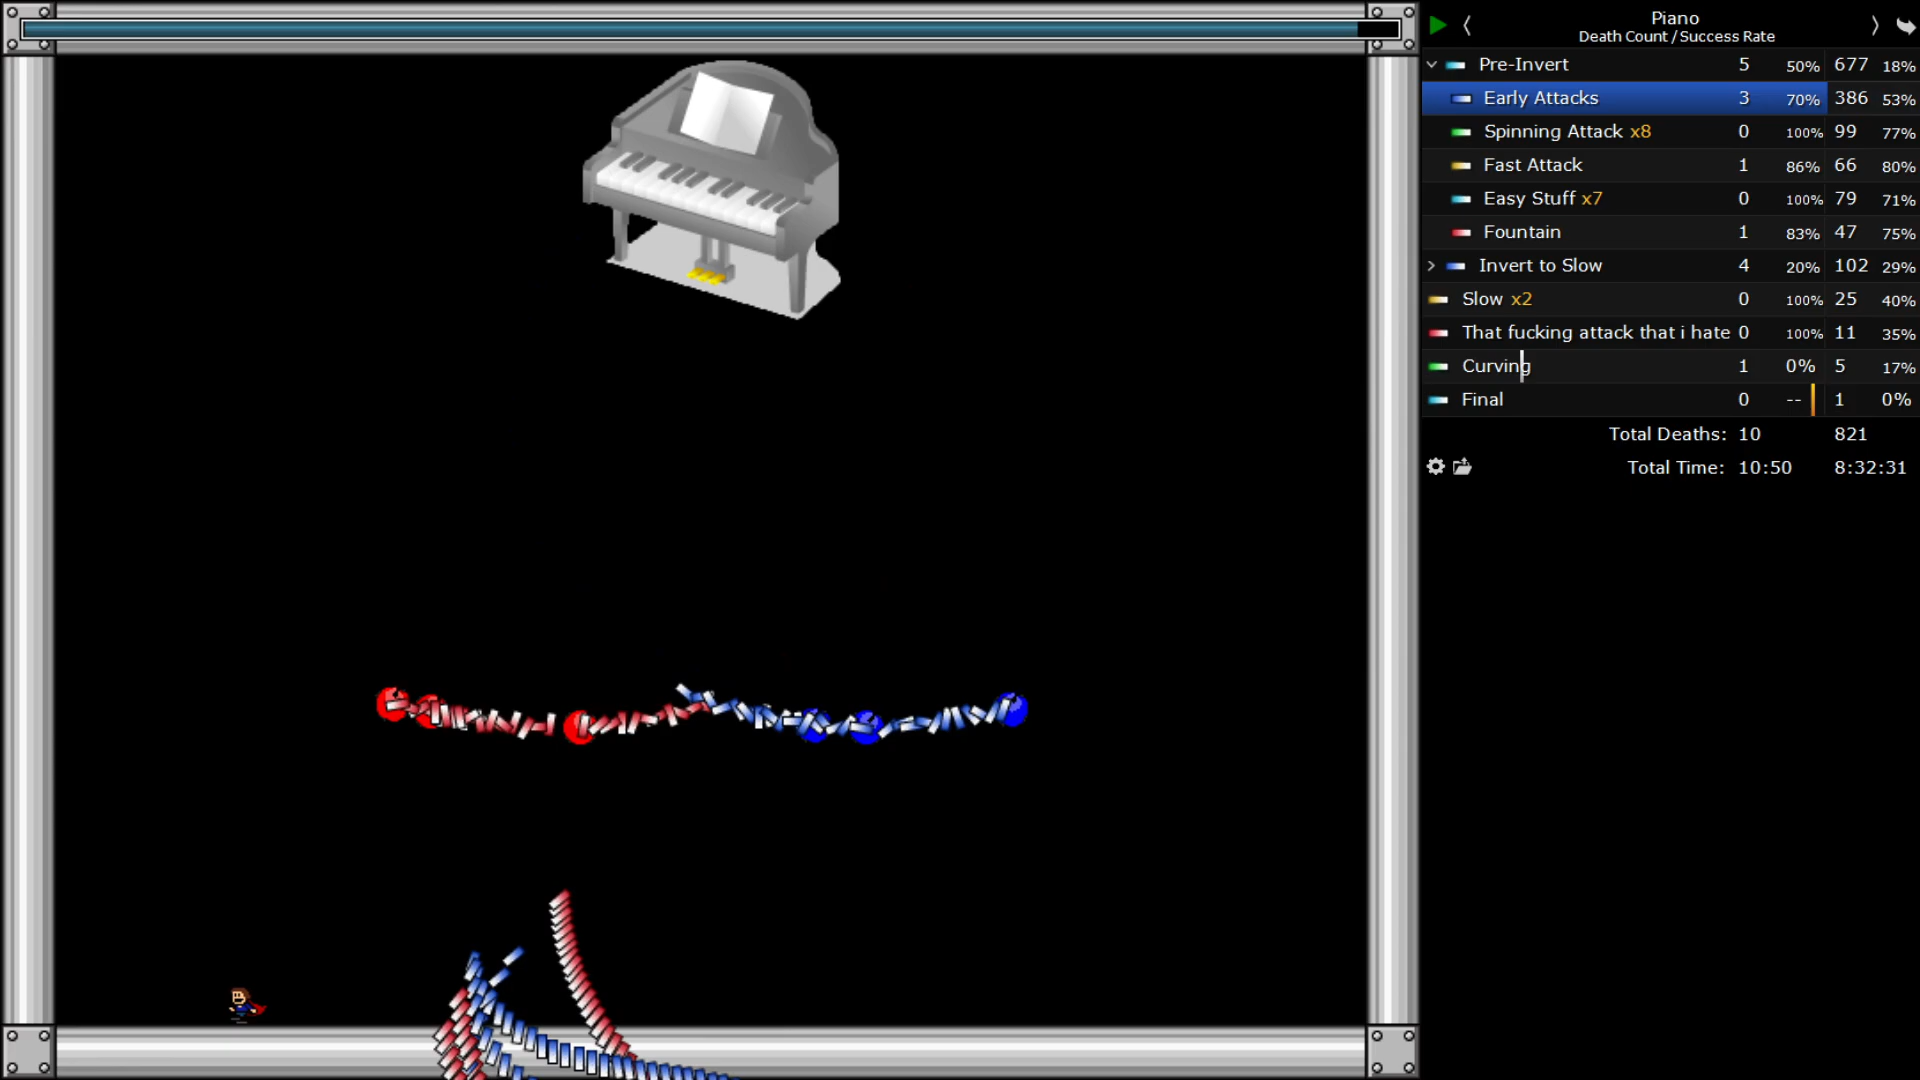 Piano
Death Count / Success Rate
Pre-Invert 5 50% 677 18%
Early Attacks 3 70% 386 53%
Spinning Attack x8 0 100% 99 77%
Fast Attack 1 86% 66 80%
Easy Stuff x7 0 100% 79 71%
Fountain 1 83% 47 75%
Invert to Slow 4 20% 102 29%
Slow x2 0 100% 25 40%
That fucking attack that i hate 0 100% 11 35%
Curving 1 0% 5 17%
Final 0 -- 1 0%
Total Deaths: 10 821
Total Time: 10:50 8:32:31